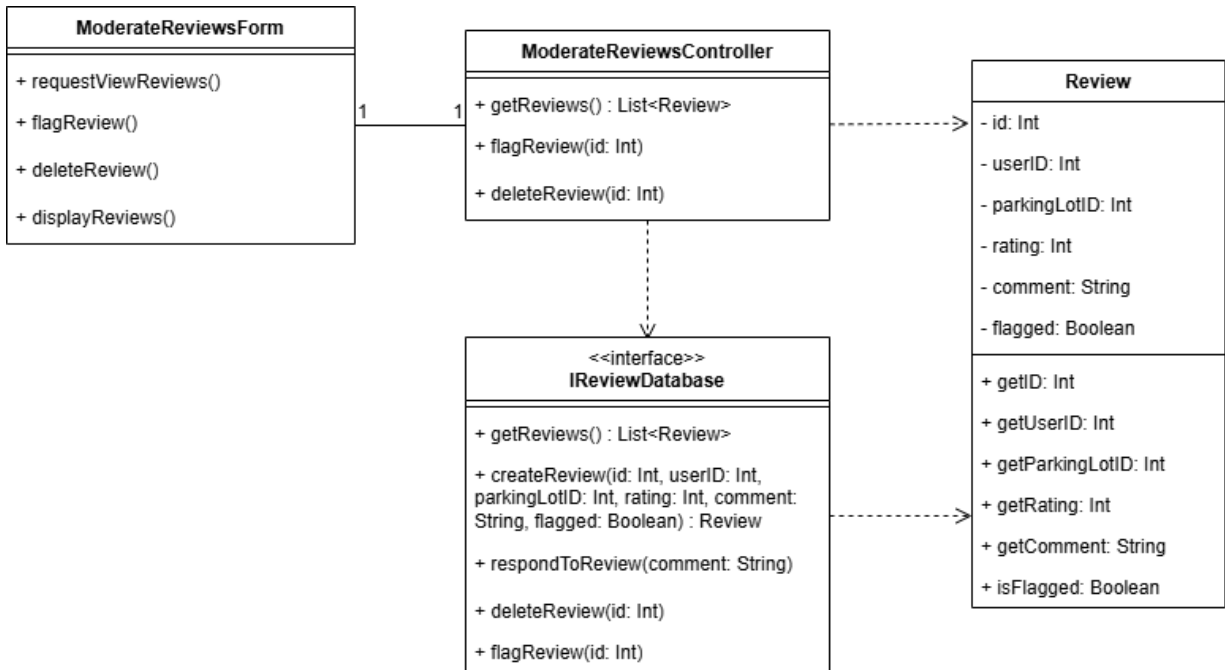 ModerateReviewsForm
+ requestViewReviews()
+ flagReview()
+ deleteReview()
+ displayReviews()
1
1
ModerateReviewsController
+ getReviews() : List<Review>
+ flagReview(id: Int)
+ deleteReview(id: Int)
Review
- id: Int
- userID: Int
- parkingLotID: Int
- rating: Int
- comment: String
- flagged: Boolean
+ getID: Int
+ getUserID: Int
+ getParkingLotID: Int
+ getRating: Int
+ getComment: String
+ isFlagged: Boolean
<<interface>>
IReviewDatabase
+ getReviews() : List<Review>
+ createReview(id: Int, userID: Int,
parkingLotID: Int, rating: Int, comment:
String, flagged: Boolean) : Review
+ respondToReview(comment: String)
+ deleteReview(id: Int)
+ flagReview(id: Int)